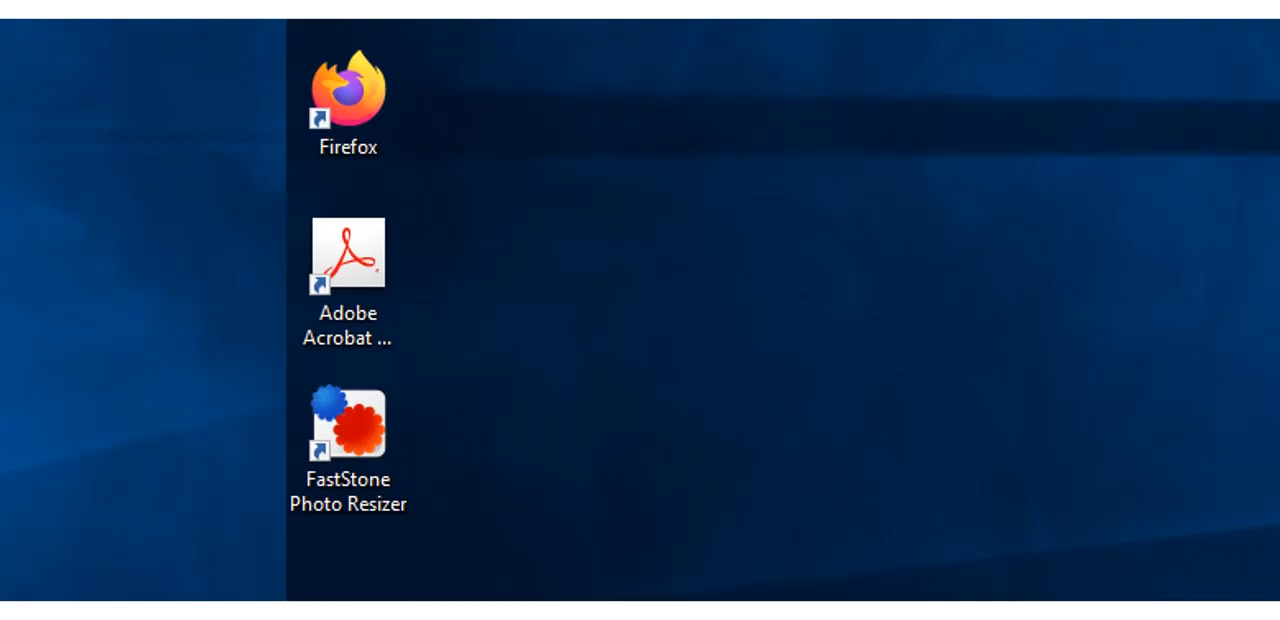 Firefox
Adobe
Acrobat ...
FastStone
Photo Resizer